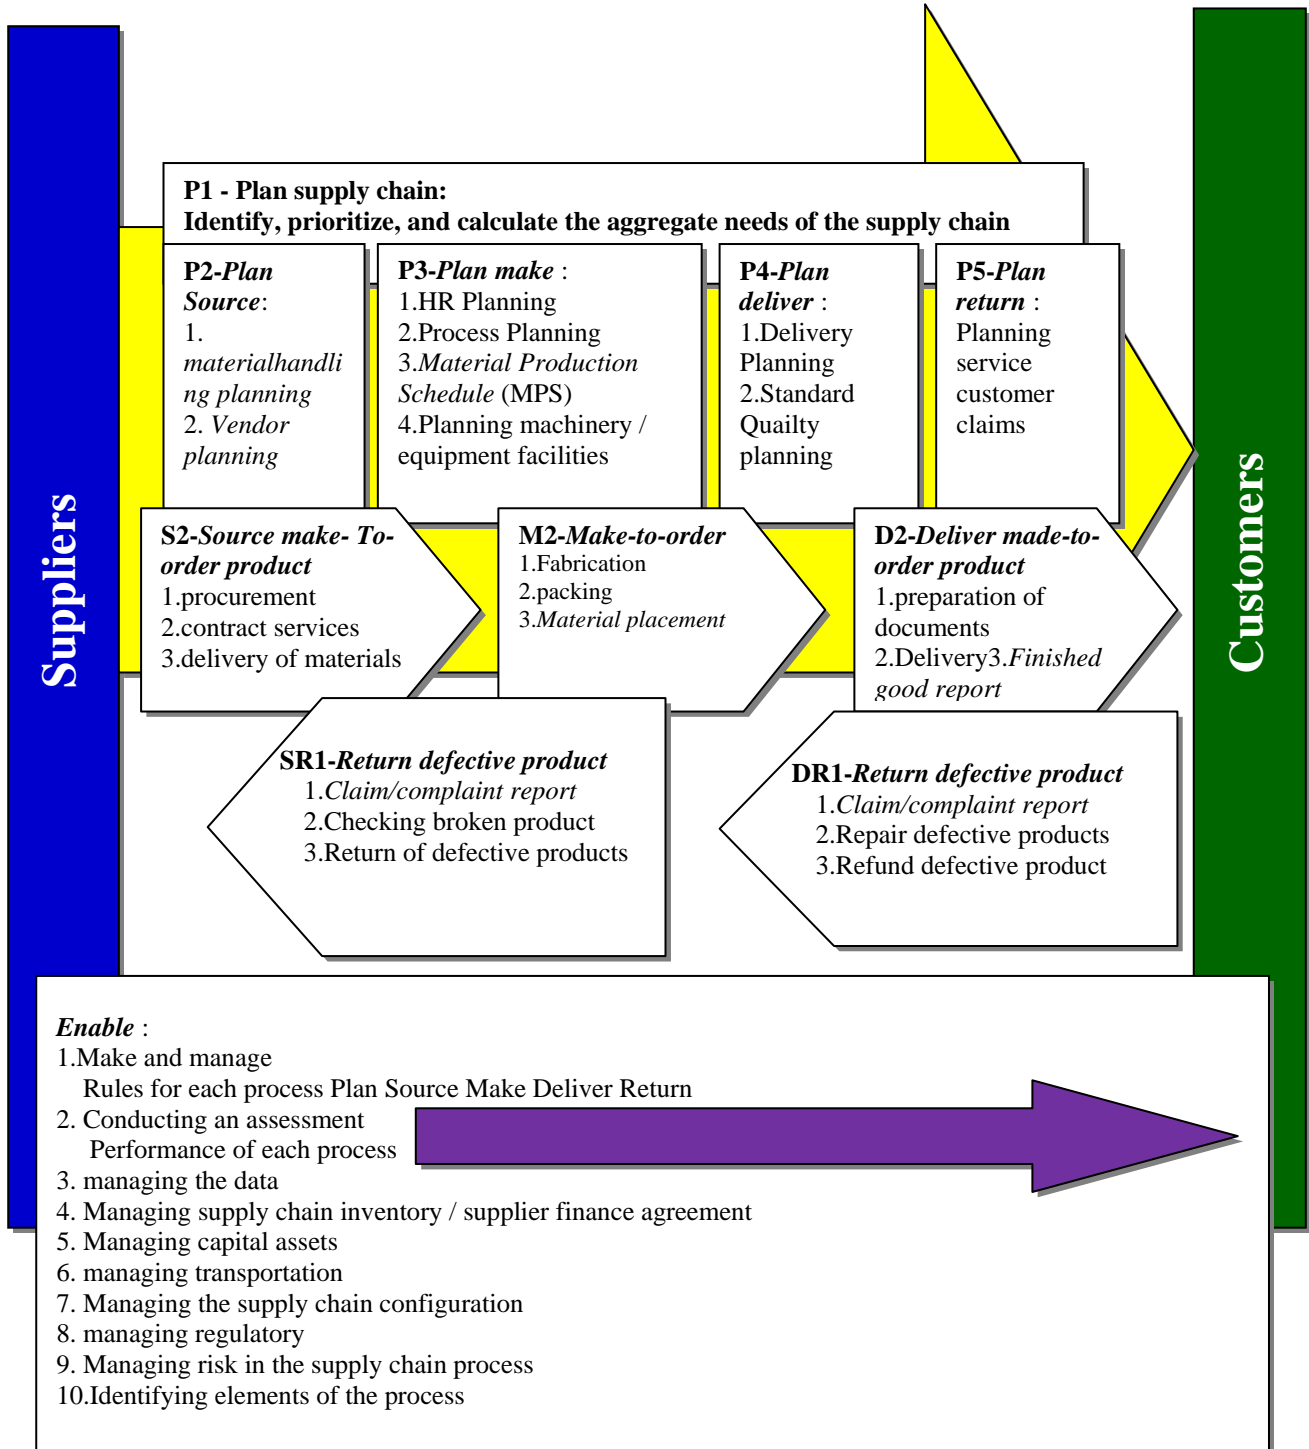 Suppliers
P1 - Plan supply chain:
Identify, prioritize, and calculate the aggregate needs of the supply chain
P2-Plan
Source:
1.
materialhandli
ng planning
2. Vendor
planning
P3-Plan make :
1.HR Planning
2.Process Planning
3.Material Production
Schedule (MPS)
4.Planning machinery /
equipment facilities
P4-Plan
deliver :
1.Delivery
Planning
2.Standard
Quailty
planning
P5-Plan
return :
Planning
service
customer
claims
S2-Source make- To-
order product
1.procurement
2.contract services
3.delivery of materials
M2-Make-to-order
1.Fabrication
2.packing
3.Material placement
D2-Deliver made-to-
order product
1.preparation of
documents
2.Delivery3.Finished
good report
SR1-Return defective product
1.Claim/complaint report
2.Checking broken product
3.Return of defective products
DR1-Return defective product
1.Claim/complaint report
2.Repair defective products
3.Refund defective product
Customers
Enable :
1.Make and manage
Rules for each process Plan Source Make Deliver Return
2. Conducting an assessment
Performance of each process
3. managing the data
4. Managing supply chain inventory / supplier finance agreement
5. Managing capital assets
6. managing transportation
7. Managing the supply chain configuration
8. managing regulatory
9. Managing risk in the supply chain process
10.Identifying elements of the process